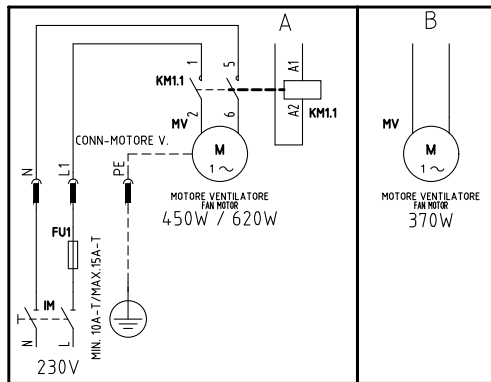 A
B
1
5
KM1.1
A1
A2
KM1.1
2
6
MV
M
1 ~
CONN-MOTORE V.
MOTORE VENTILATORE
FAN MOTOR
450W / 620W
MV
M
1 ~
MOTORE VENTILATORE
FAN MOTOR
370W
N
L1
PE
FU1
MIN. 10A-T/MAX.15A-T
IM
N
L
230V